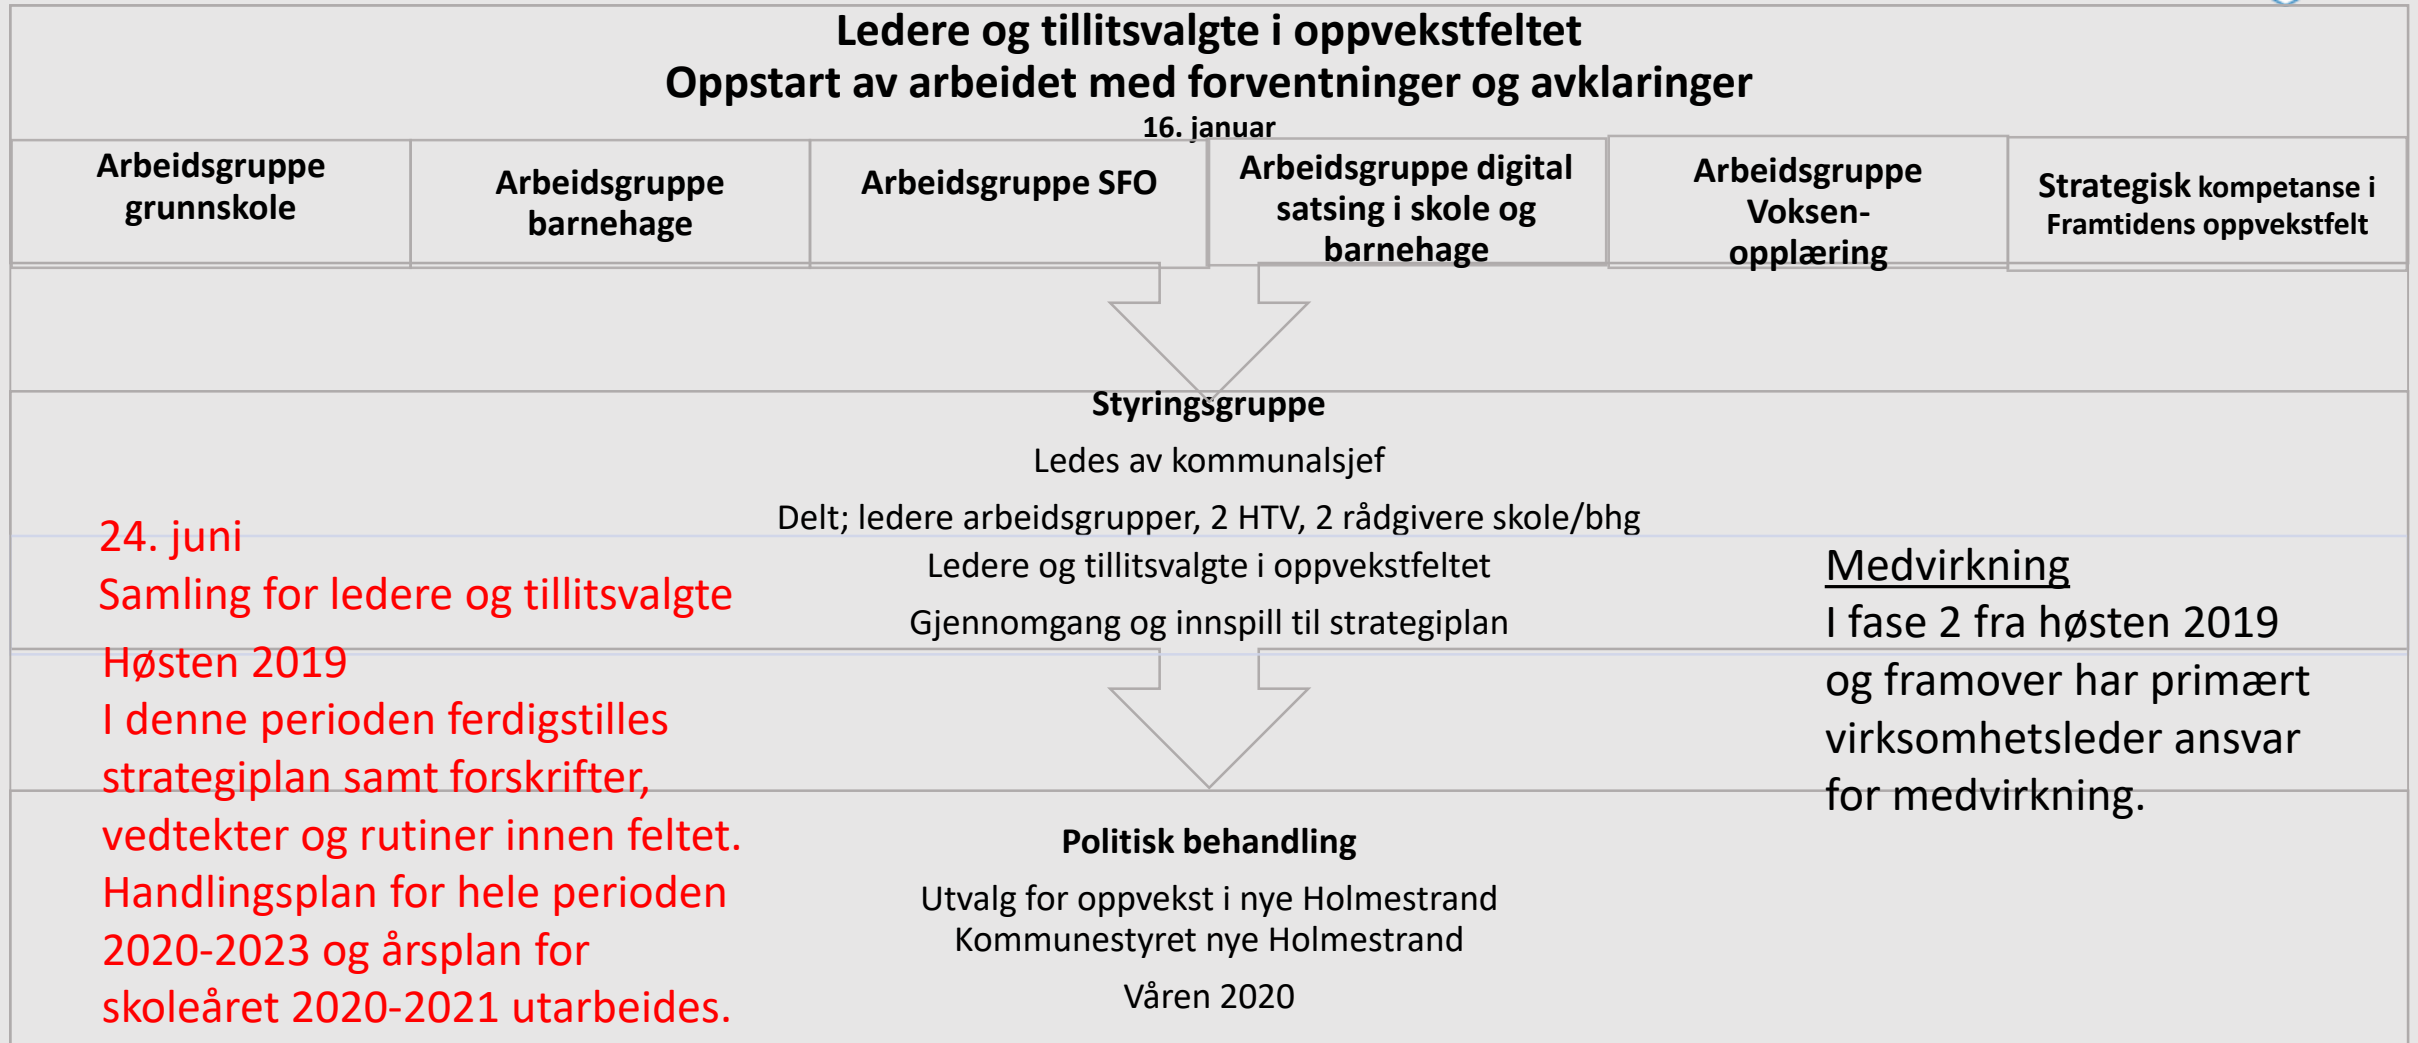 Ledere og tillitsvalgte i oppvekstfeltet
Oppstart av arbeidet med forventninger og avklaringer
16. januar
Arbeidsgruppe
grunnskole
Arbeidsgruppe
barnehage
Arbeidsgruppe SFO
Arbeidsgruppe digital
satsing i skole og
barnehage
Arbeidsgruppe
Voksen-
opplæring
Strategisk kompetanse i
Framtidens oppvekstfelt
Styringsgruppe
Ledes av kommunalsjef
Delt; ledere arbeidsgrupper, 2 HTV, 2 rådgivere skole/bhg
Ledere og tillitsvalgte i oppvekstfeltet
Gjennomgang og innspill til strategiplan
24. juni
Samling for ledere og tillitsvalgte
Høsten 2019
I denne perioden ferdigstilles
strategiplan samt forskrifter,
vedtekter og rutiner innen feltet.
Handlingsplan for hele perioden
2020-2023 og årsplan for
skoleåret 2020-2021 utarbeides.
Medvirkning
I fase 2 fra høsten 2019
og framover har primært
virksomhetsleder ansvar
for medvirkning.
Politisk behandling
Utvalg for oppvekst i nye Holmestrand
Kommunestyret nye Holmestrand
Våren 2020